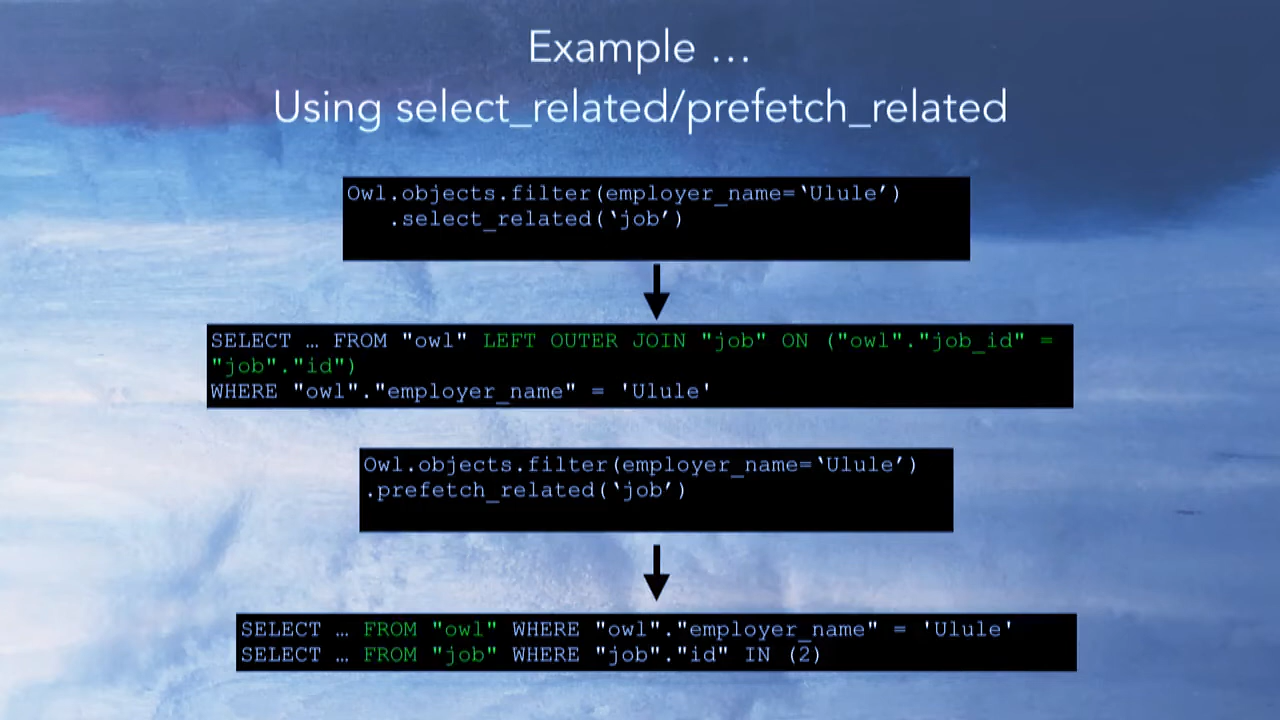 Example …
Using select_related/prefetch_related
Owl.objects.filter(employer_name=‘Ulule’)
.select_related(‘job’)
SELECT … FROM "owl" LEFT OUTER JOIN "job" ON ("owl"."job_id" =
"job"."id")
WHERE "owl"."employer_name" = 'Ulule'
Owl.objects.filter(employer_name=‘Ulule’)
.prefetch_related(‘job’)
SELECT … FROM "owl" WHERE "owl"."employer_name" = 'Ulule'
SELECT … FROM "job" WHERE "job"."id" IN (2)